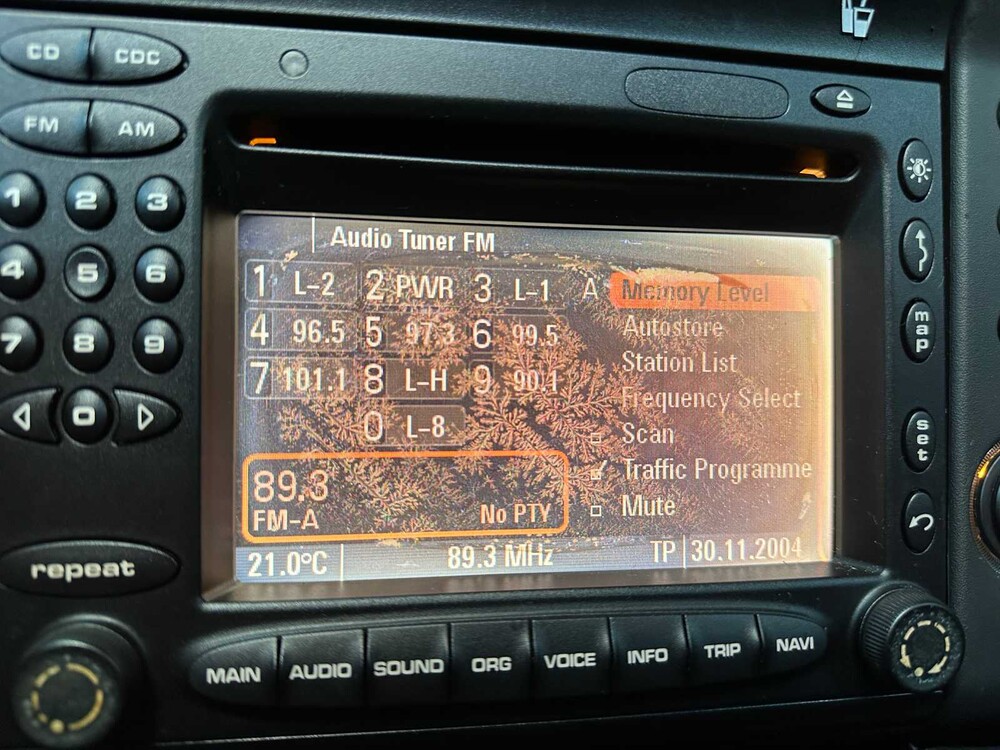 CD CDC
FM AM
1 2 3
4 5 6
7 8 9
0
repeat
Audio Tuner FM
1 L-2 2 PWR 3 L-1 A Memory Level
Autostore
4 96.5 5 97.3 6 99.5
Station List
7 101.1 8 L-H 9 90.1
Frequency Select
0 L-8
Scan
Traffic Programme
Mute
89.3
FM-A No PTY
21.0°C 89.3 MHz TP 30.11.2004
map
set
MAIN AUDIO SOUND ORG VOICE INFO TRIP NAVI